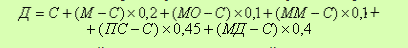 Д = С + (М – С) × 0,2 + (МО – С) × 0,1 + (ММ – С) × 0,1 +
+ (ПС – С) × 0,45 + (МД – С) × 0,4